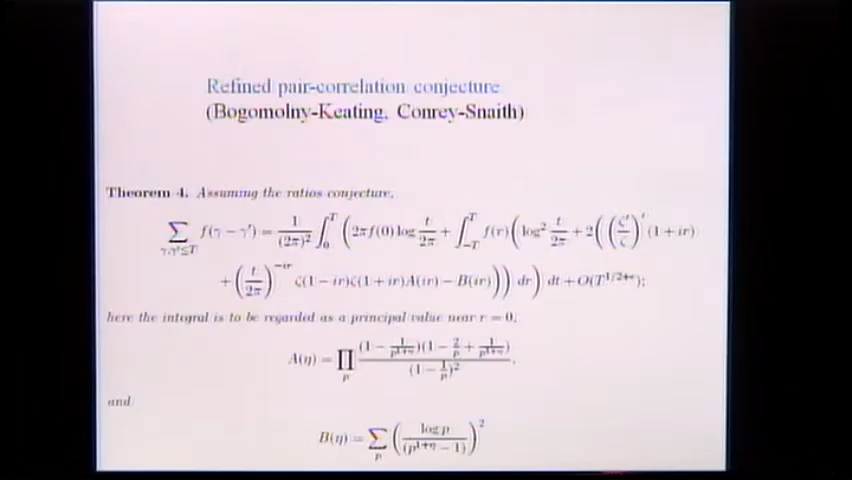 Refined pair-correlation conjecture
(Bogomolny-Keating, Conrey-Snaith)
Theorem 4. Assuming the ratios conjecture,
∑_{γ,γ′≤T} f(γ − γ′) = 1/(2π)² ∫_0^T (2πf(0) log t/2π + ∫_{−T}^T f(r)(log² t/2π + 2((ζ′/ζ)′(1 + ir)
+ (t/2π)^{−ir} ζ(1 − ir)ζ(1 + ir)A(ir) − B(ir))) dr) dt + O(T^{1/2+ε});
here the integral is to be regarded as a principal value near r = 0,
A(η) = ∏_p (1 − 1/p^{1+η})(1 − 2/p + 1/p^{1+η}) / (1 − 1/p)²,
and
B(η) = ∑_p (log p / (p^{1+η} − 1))²